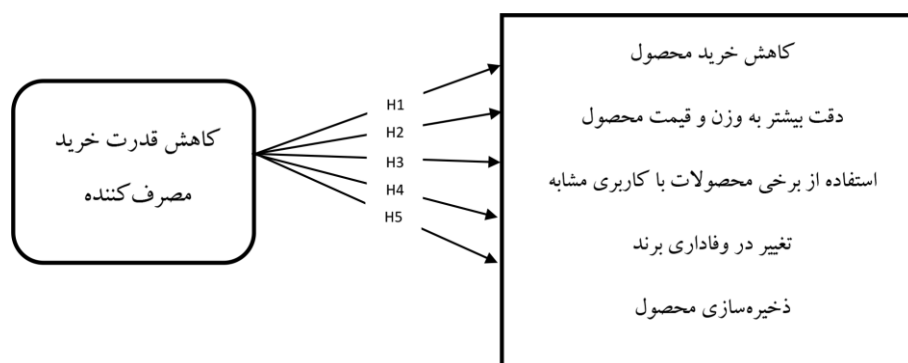 کاهش قدرت خرید
مصرف‌کننده
H1
H2
H3
H4
H5
کاهش خرید محصول
دقت بیشتر به وزن و قیمت محصول
استفاده از برخی محصولات با کاربری مشابه
تغییر در وفاداری برند
ذخیره‌سازی محصول